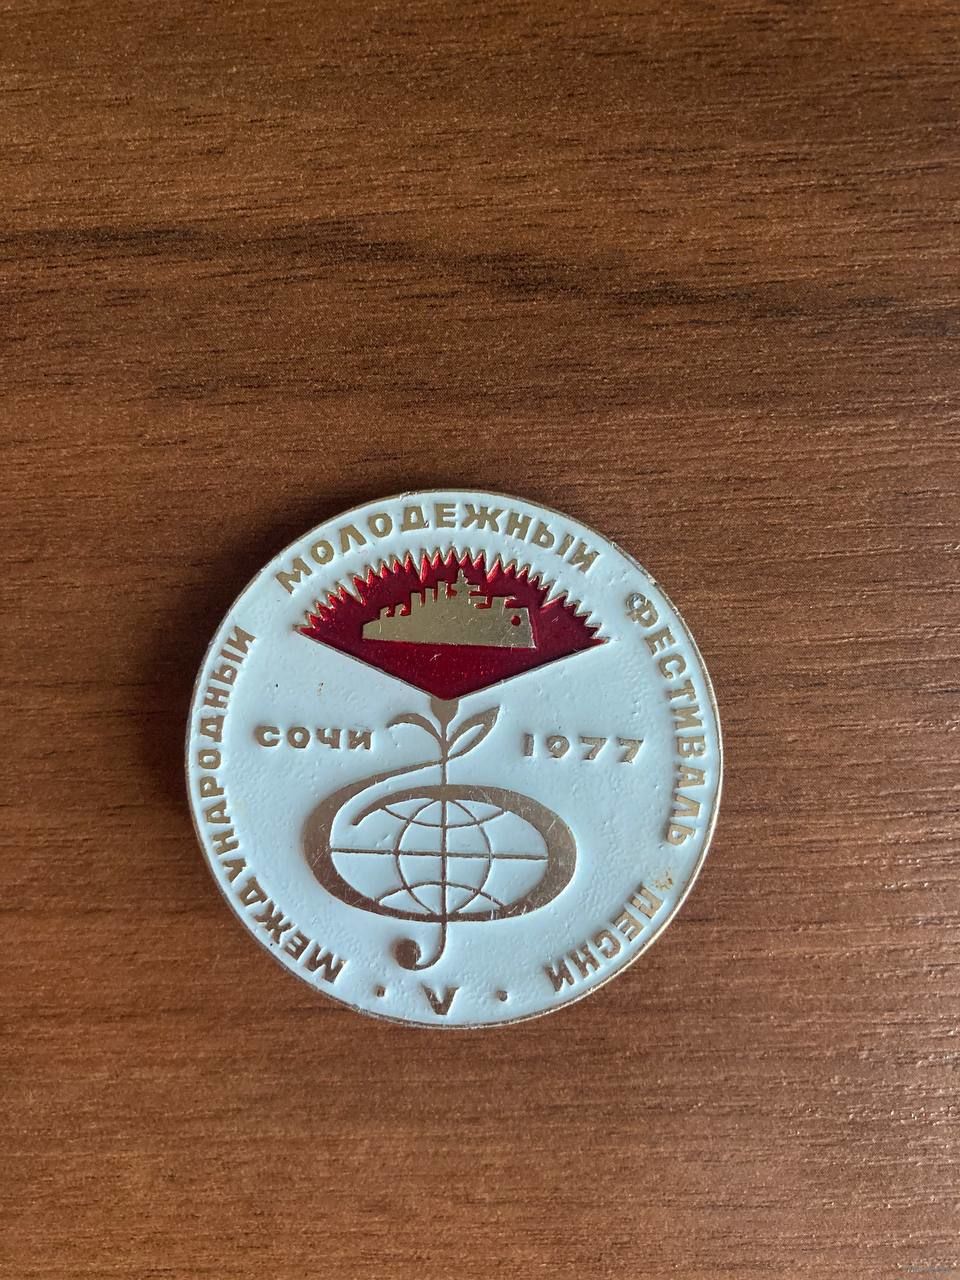 V МЕЖДУНАРОДНЫЙ МОЛОДЕЖНЫЙ ФЕСТИВАЛЬ ПЕСНИ
СОЧИ 1977